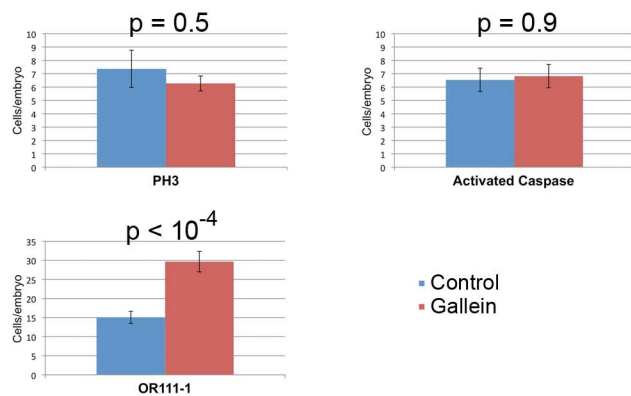 p = 0.5
10
9
8
7
6
5
4
3
2
1
0
Cells/embryo
PH3
p = 0.9
10
9
8
7
6
5
4
3
2
1
0
Cells/embryo
Activated Caspase
p < 10⁻⁴
35
30
25
20
15
10
5
0
Cells/embryo
OR111-1
Control
Gallein